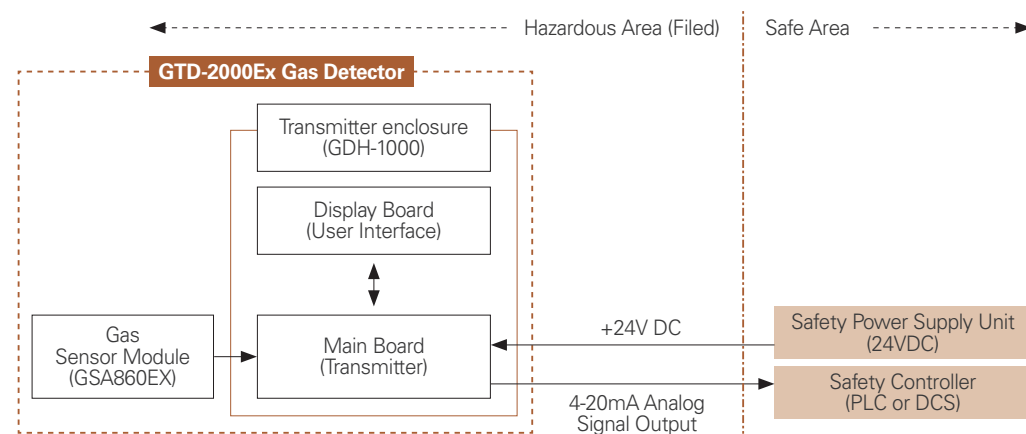 Hazardous Area (Filed)
Safe Area
GTD-2000Ex Gas Detector
Transmitter enclosure
(GDH-1000)
Display Board
(User Interface)
Gas
Sensor Module
(GSA860EX)
Main Board
(Transmitter)
+24V DC
4-20mA Analog
Signal Output
Safety Power Supply Unit
(24VDC)
Safety Controller
(PLC or DCS)